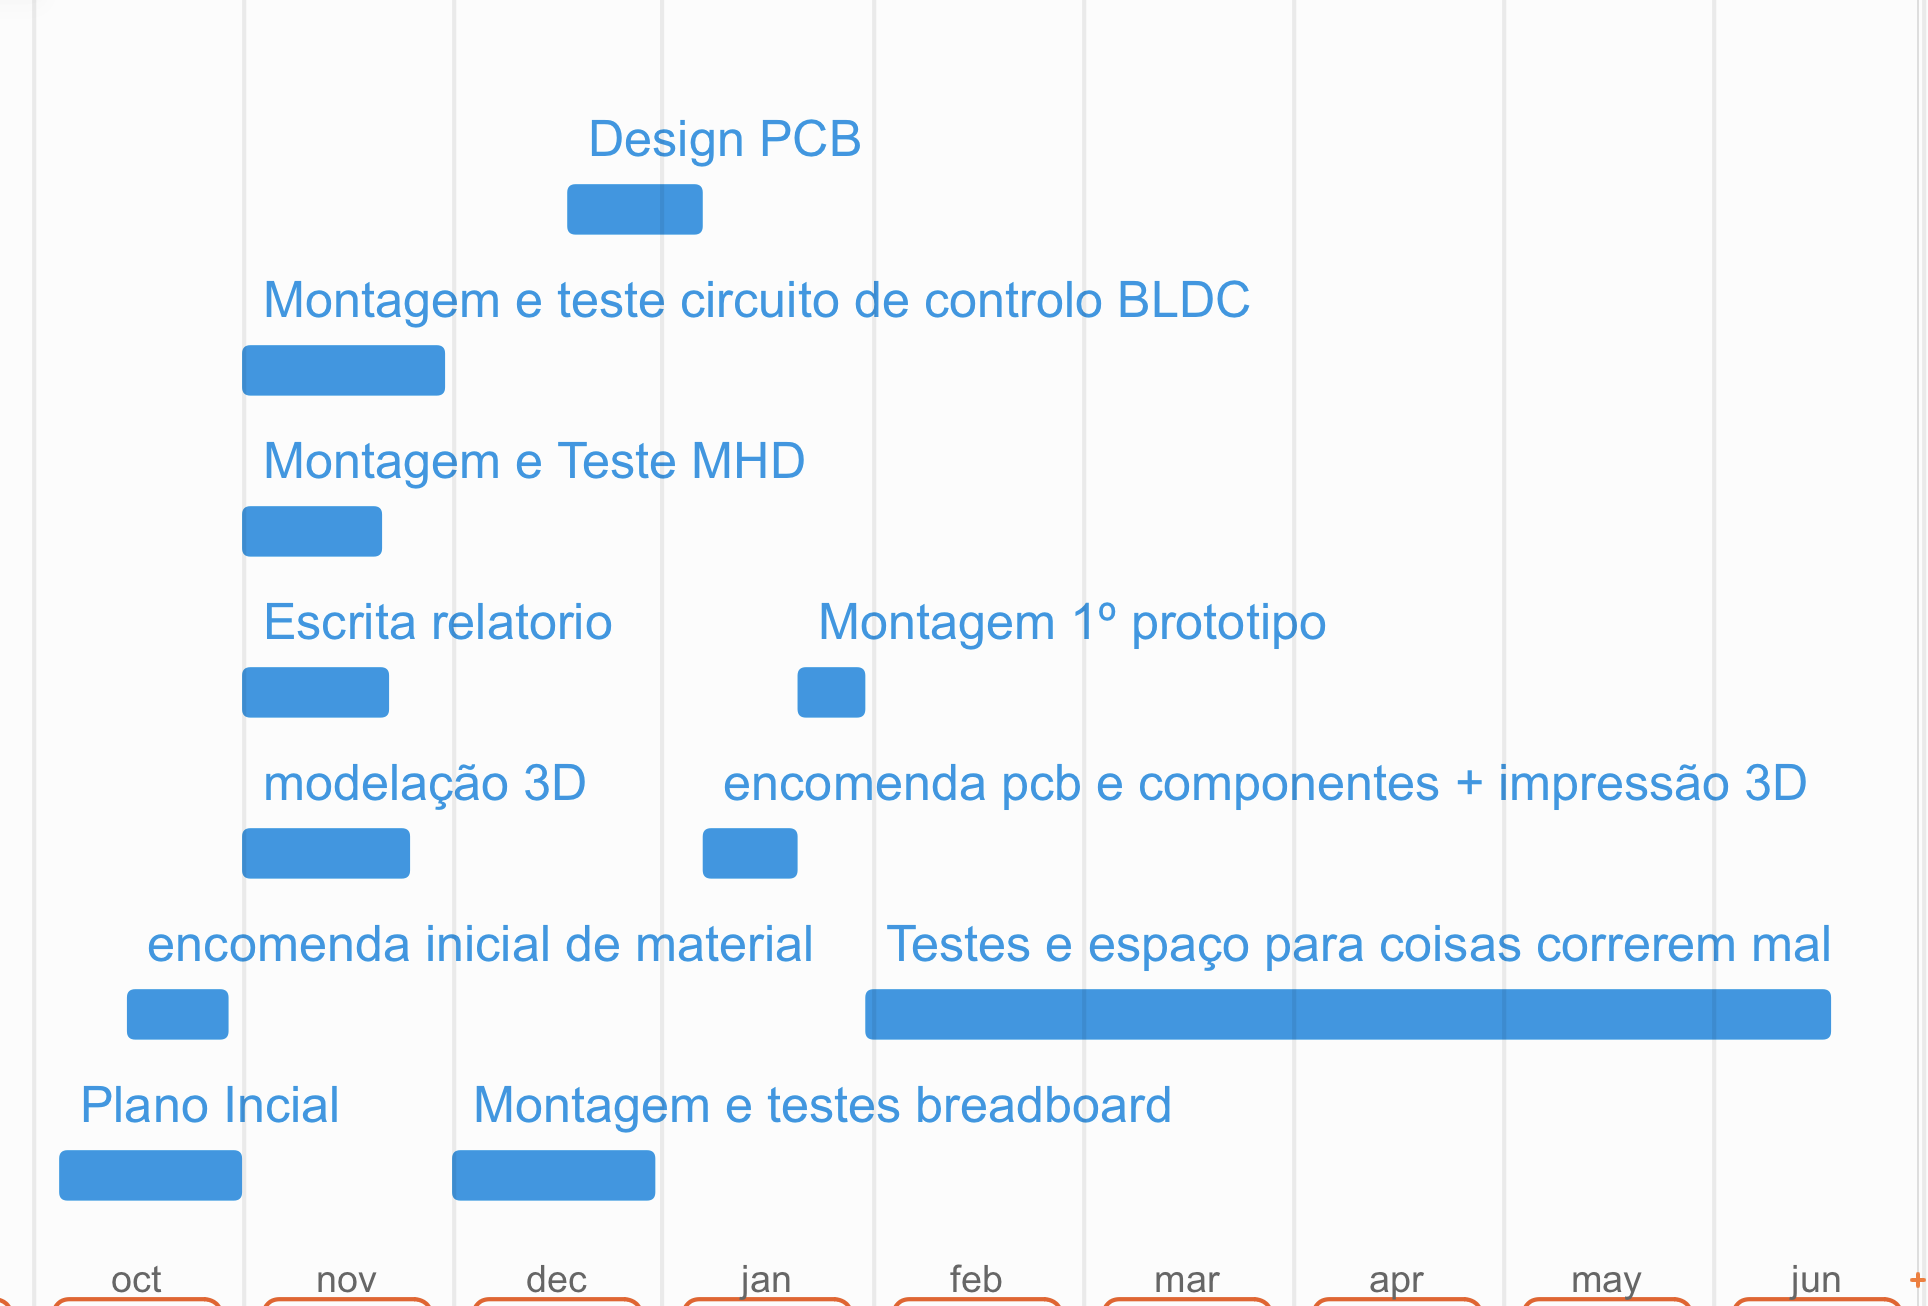 Design PCB
Montagem e teste circuito de controlo BLDC
Montagem e Teste MHD
Escrita relatorio
Montagem 1º prototipo
modelação 3D
encomenda pcb e componentes + impressão 3D
encomenda inicial de material
Testes e espaço para coisas correrem mal
Plano Incial
Montagem e testes breadboard
oct nov dec jan feb mar apr may jun +